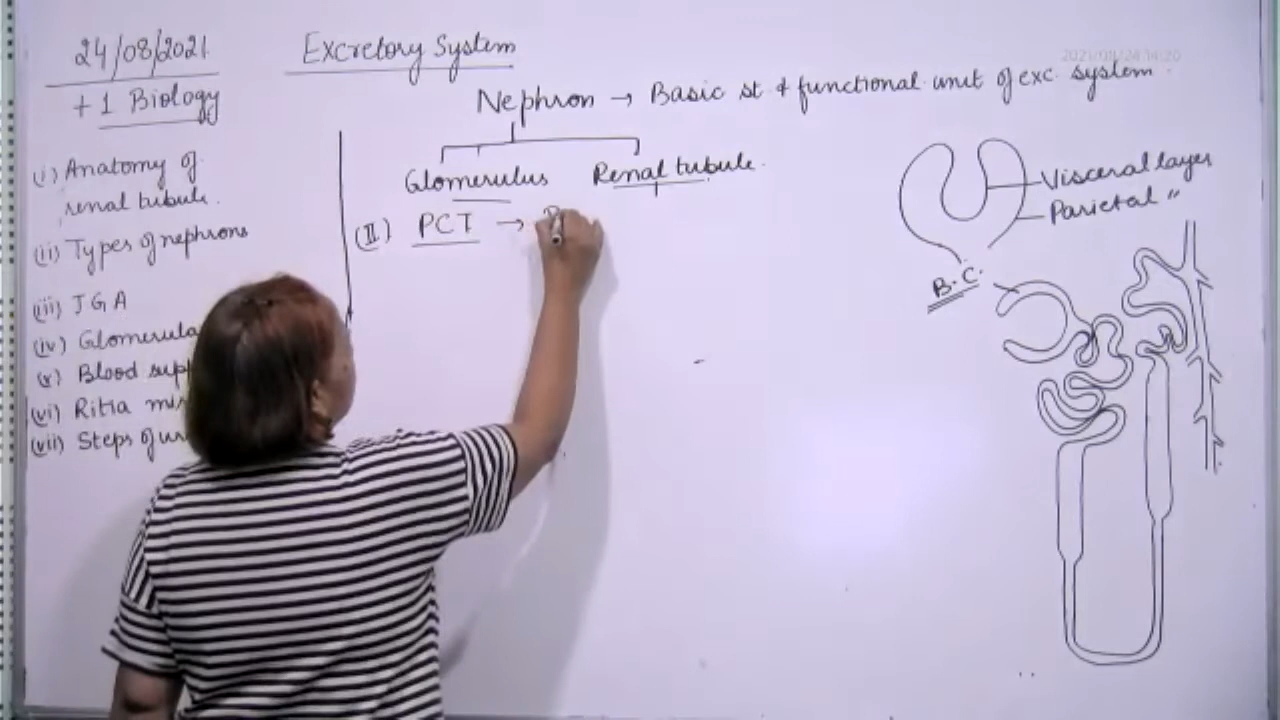 24/08/2021
+1 Biology
Excretory System
Nephron → Basic st & functional unit of exc. system.
Glomerulus
Renal tubule.
(i) Anatomy of
renal tubule.
(ii) Types of nephrons
(iii) JGA
(iv) Glomerula
(v) Blood supp
(vi)
(vii) Steps of
(II) PCT →
Visceral layer
Parietal "
B.C.